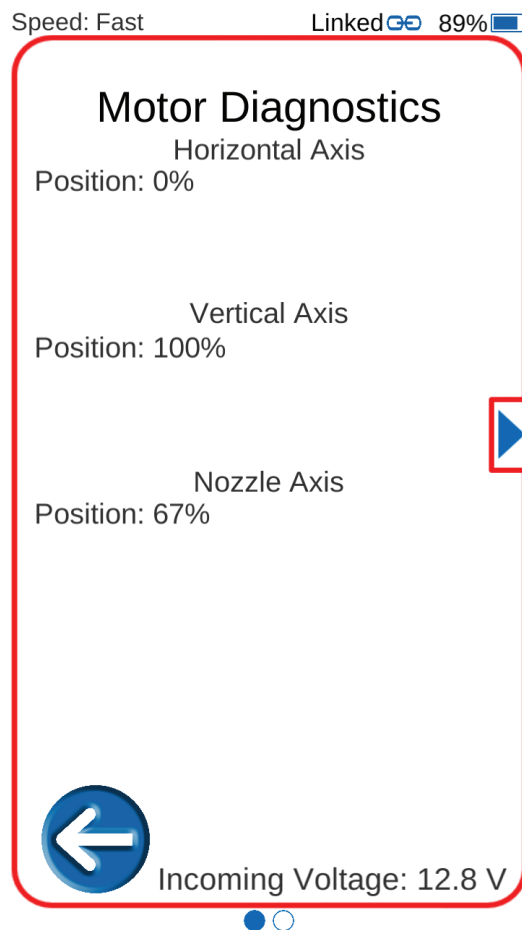 Speed: Fast Linked 89%
Motor Diagnostics
Horizontal Axis
Position: 0%
Vertical Axis
Position: 100%
Nozzle Axis
Position: 67%
Incoming Voltage: 12.8 V